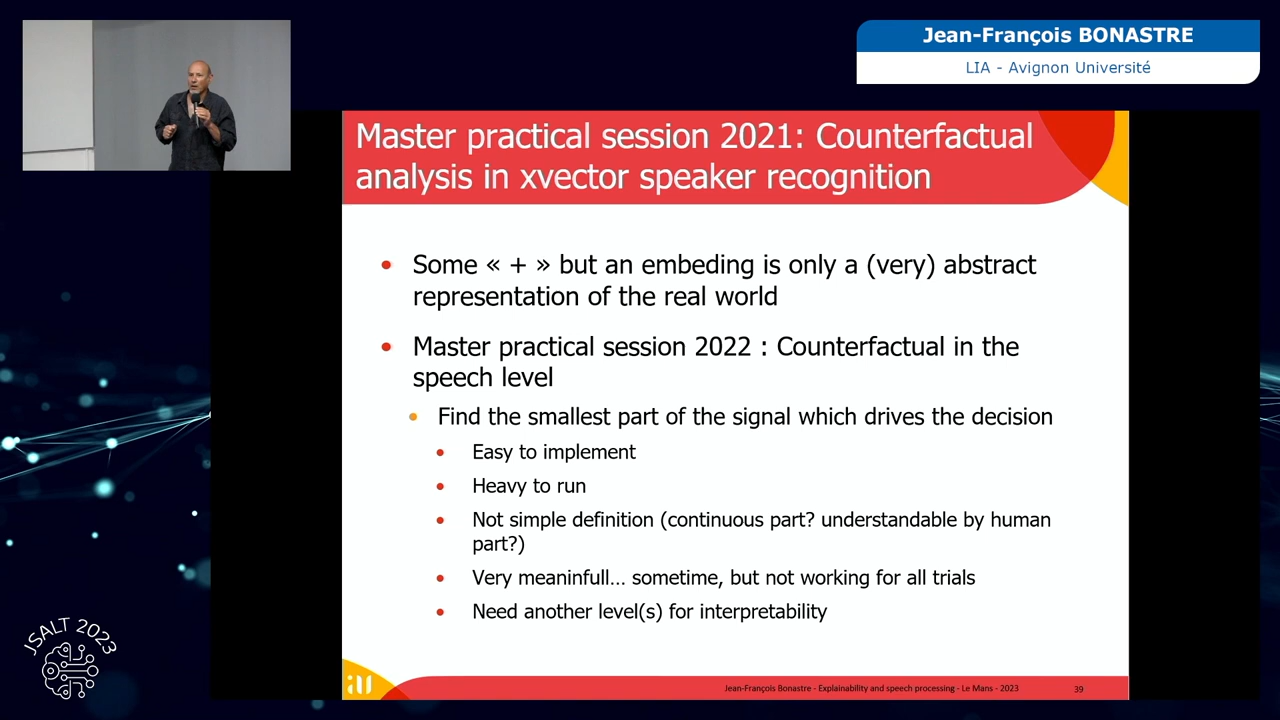 Jean-François BONASTRE
LIA - Avignon Université
Master practical session 2021: Counterfactual
analysis in xvector speaker recognition
Some « + » but an embeding is only a (very) abstract
representation of the real world
Master practical session 2022 : Counterfactual in the
speech level
Find the smallest part of the signal which drives the decision
Easy to implement
Heavy to run
Not simple definition (continuous part? understandable by human
part?)
Very meaninfull... sometime, but not working for all trials
Need another level(s) for interpretability
JSALT 2023
au
Jean-François Bonastre - Explainability and speech processing - Le Mans - 2023
39